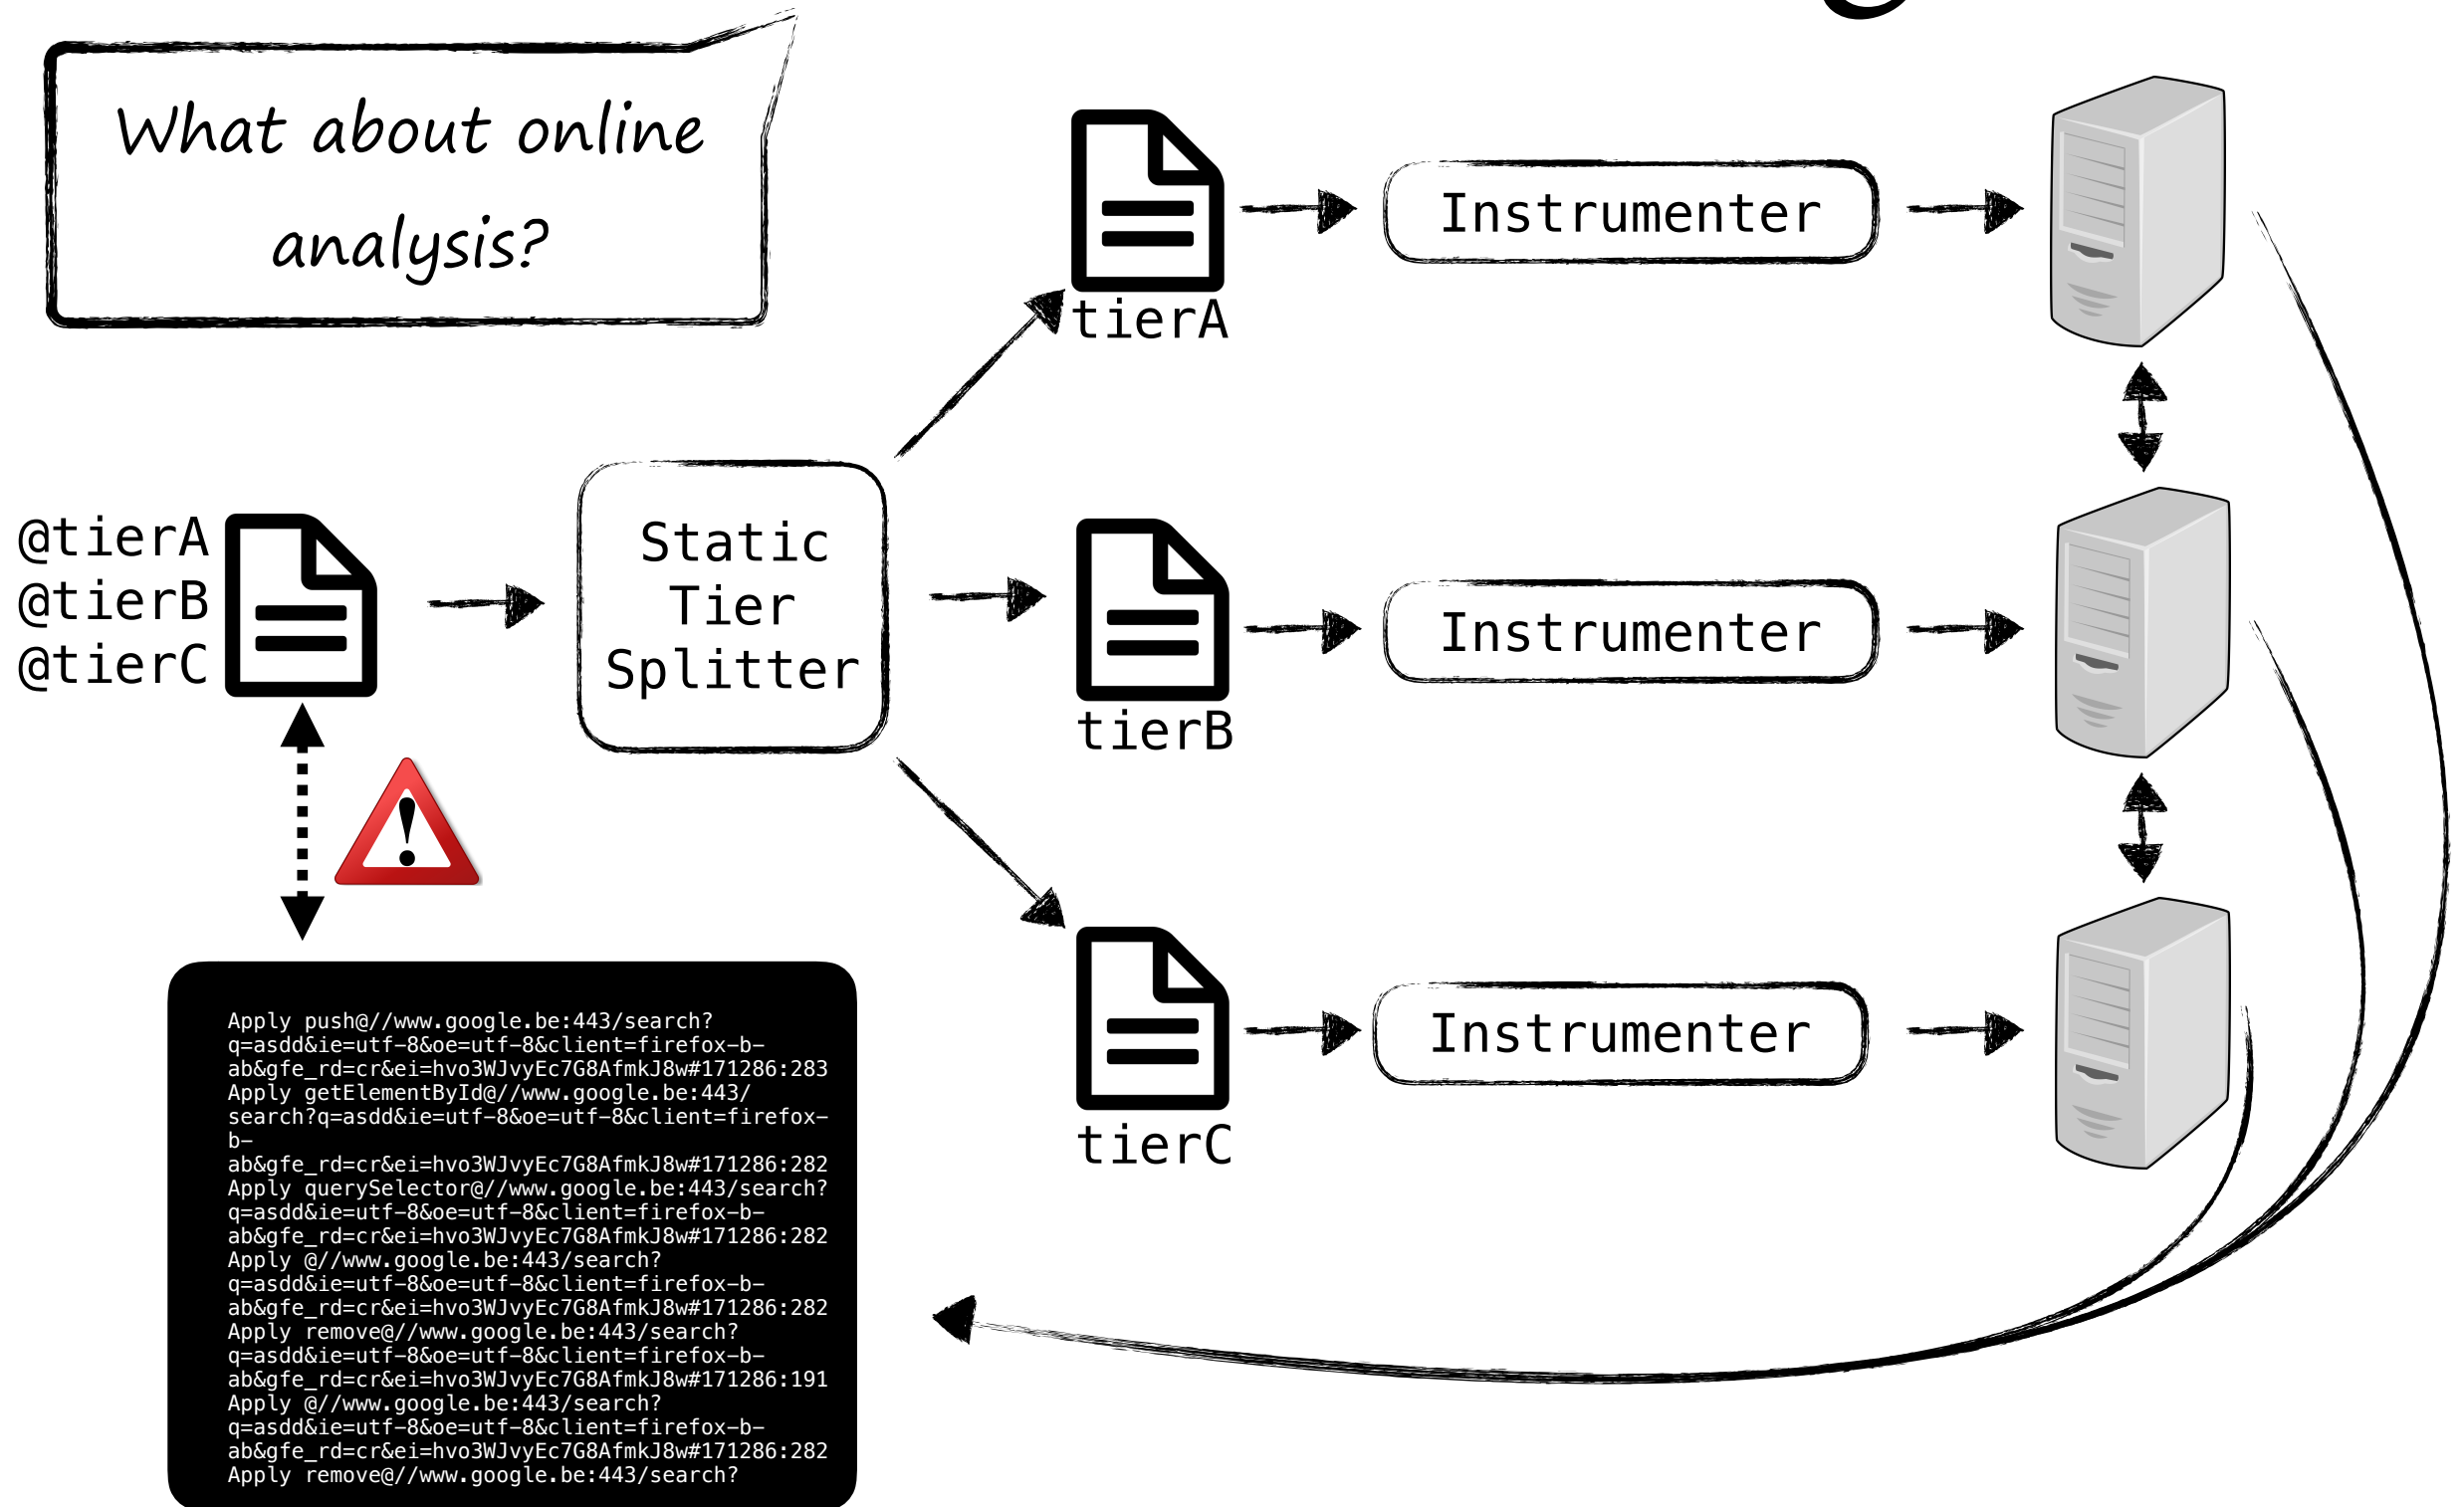 What about online
analysis?
tierA
Instrumenter
@tierA
@tierB
@tierC
Static
Tier
Splitter
tierB
Instrumenter
tierC
Instrumenter
Apply push@//www.google.be:443/search?
q=asdd&ie=utf-8&oe=utf-8&client=firefox-b-
ab&gfe_rd=cr&ei=hvo3WJvyEc7G8AfmkJ8w#171286:283
Apply getElementById@//www.google.be:443/
search?q=asdd&ie=utf-8&oe=utf-8&client=firefox-
b-
ab&gfe_rd=cr&ei=hvo3WJvyEc7G8AfmkJ8w#171286:282
Apply querySelector@//www.google.be:443/search?
q=asdd&ie=utf-8&oe=utf-8&client=firefox-b-
ab&gfe_rd=cr&ei=hvo3WJvyEc7G8AfmkJ8w#171286:282
Apply @//www.google.be:443/search?
q=asdd&ie=utf-8&oe=utf-8&client=firefox-b-
ab&gfe_rd=cr&ei=hvo3WJvyEc7G8AfmkJ8w#171286:282
Apply remove@//www.google.be:443/search?
q=asdd&ie=utf-8&oe=utf-8&client=firefox-b-
ab&gfe_rd=cr&ei=hvo3WJvyEc7G8AfmkJ8w#171286:191
Apply @//www.google.be:443/search?
q=asdd&ie=utf-8&oe=utf-8&client=firefox-b-
ab&gfe_rd=cr&ei=hvo3WJvyEc7G8AfmkJ8w#171286:282
Apply remove@//www.google.be:443/search?